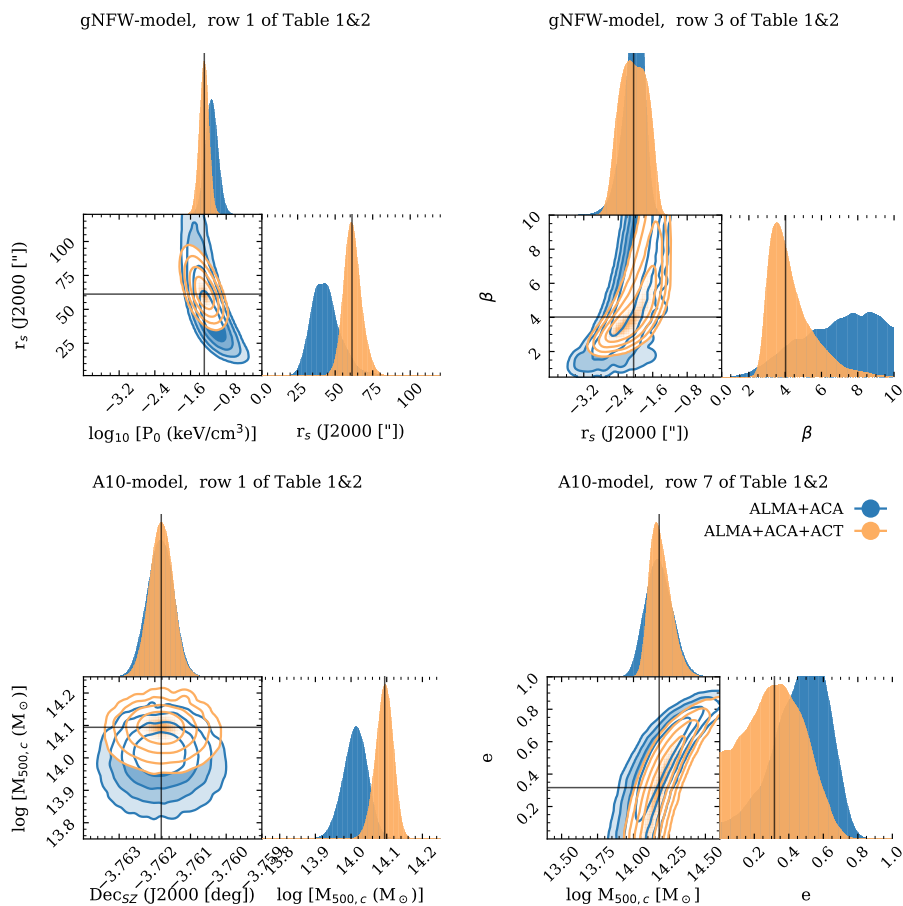 gNFW-model, row 1 of Table 1&2
gNFW-model, row 3 of Table 1&2
r_s (J2000 ["])
100
75
50
25
−3.2 −2.4 −1.6 −0.8 0.0
log₁₀ [P₀ (keV/cm³)]
25 50 75 100
r_s (J2000 ["])
β
10
8
6
4
2
−3.2 −2.4 −1.6 −0.8 0.0
r_s (J2000 ["])
2 4 6 8 10
β
A10-model, row 1 of Table 1&2
A10-model, row 7 of Table 1&2
ALMA+ACA
ALMA+ACA+ACT
log [M₅₀₀,c (M⊙)]
14.2
14.1
14.0
13.9
13.8
−3.763 −3.762 −3.761 −3.760 −3.759
Dec_SZ (J2000 [deg])
13.8 13.9 14.0 14.1 14.2
log [M₅₀₀,c (M⊙)]
e
1.0
0.8
0.6
0.4
0.2
13.50 13.75 14.00 14.25 14.50
log M₅₀₀,c [M⊙]
0.2 0.4 0.6 0.8 1.0
e